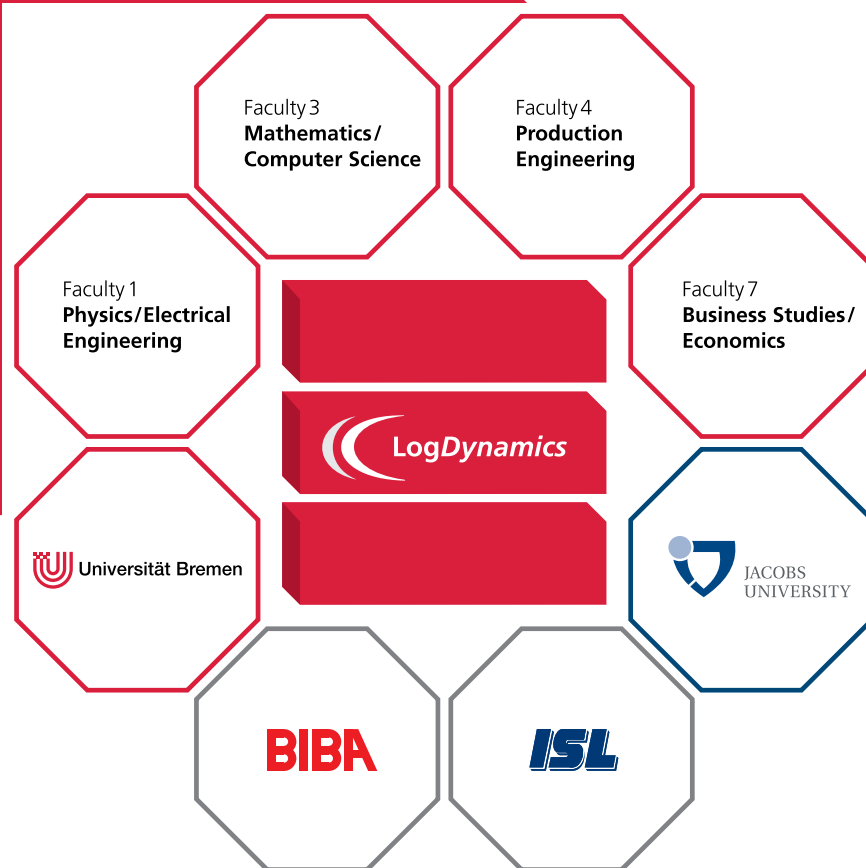 Faculty 3
Mathematics/
Computer Science
Faculty 4
Production
Engineering
Faculty 1
Physics/Electrical
Engineering
Faculty 7
Business Studies/
Economics
LogDynamics
Universität Bremen
JACOBS
UNIVERSITY
BIBA
ISL